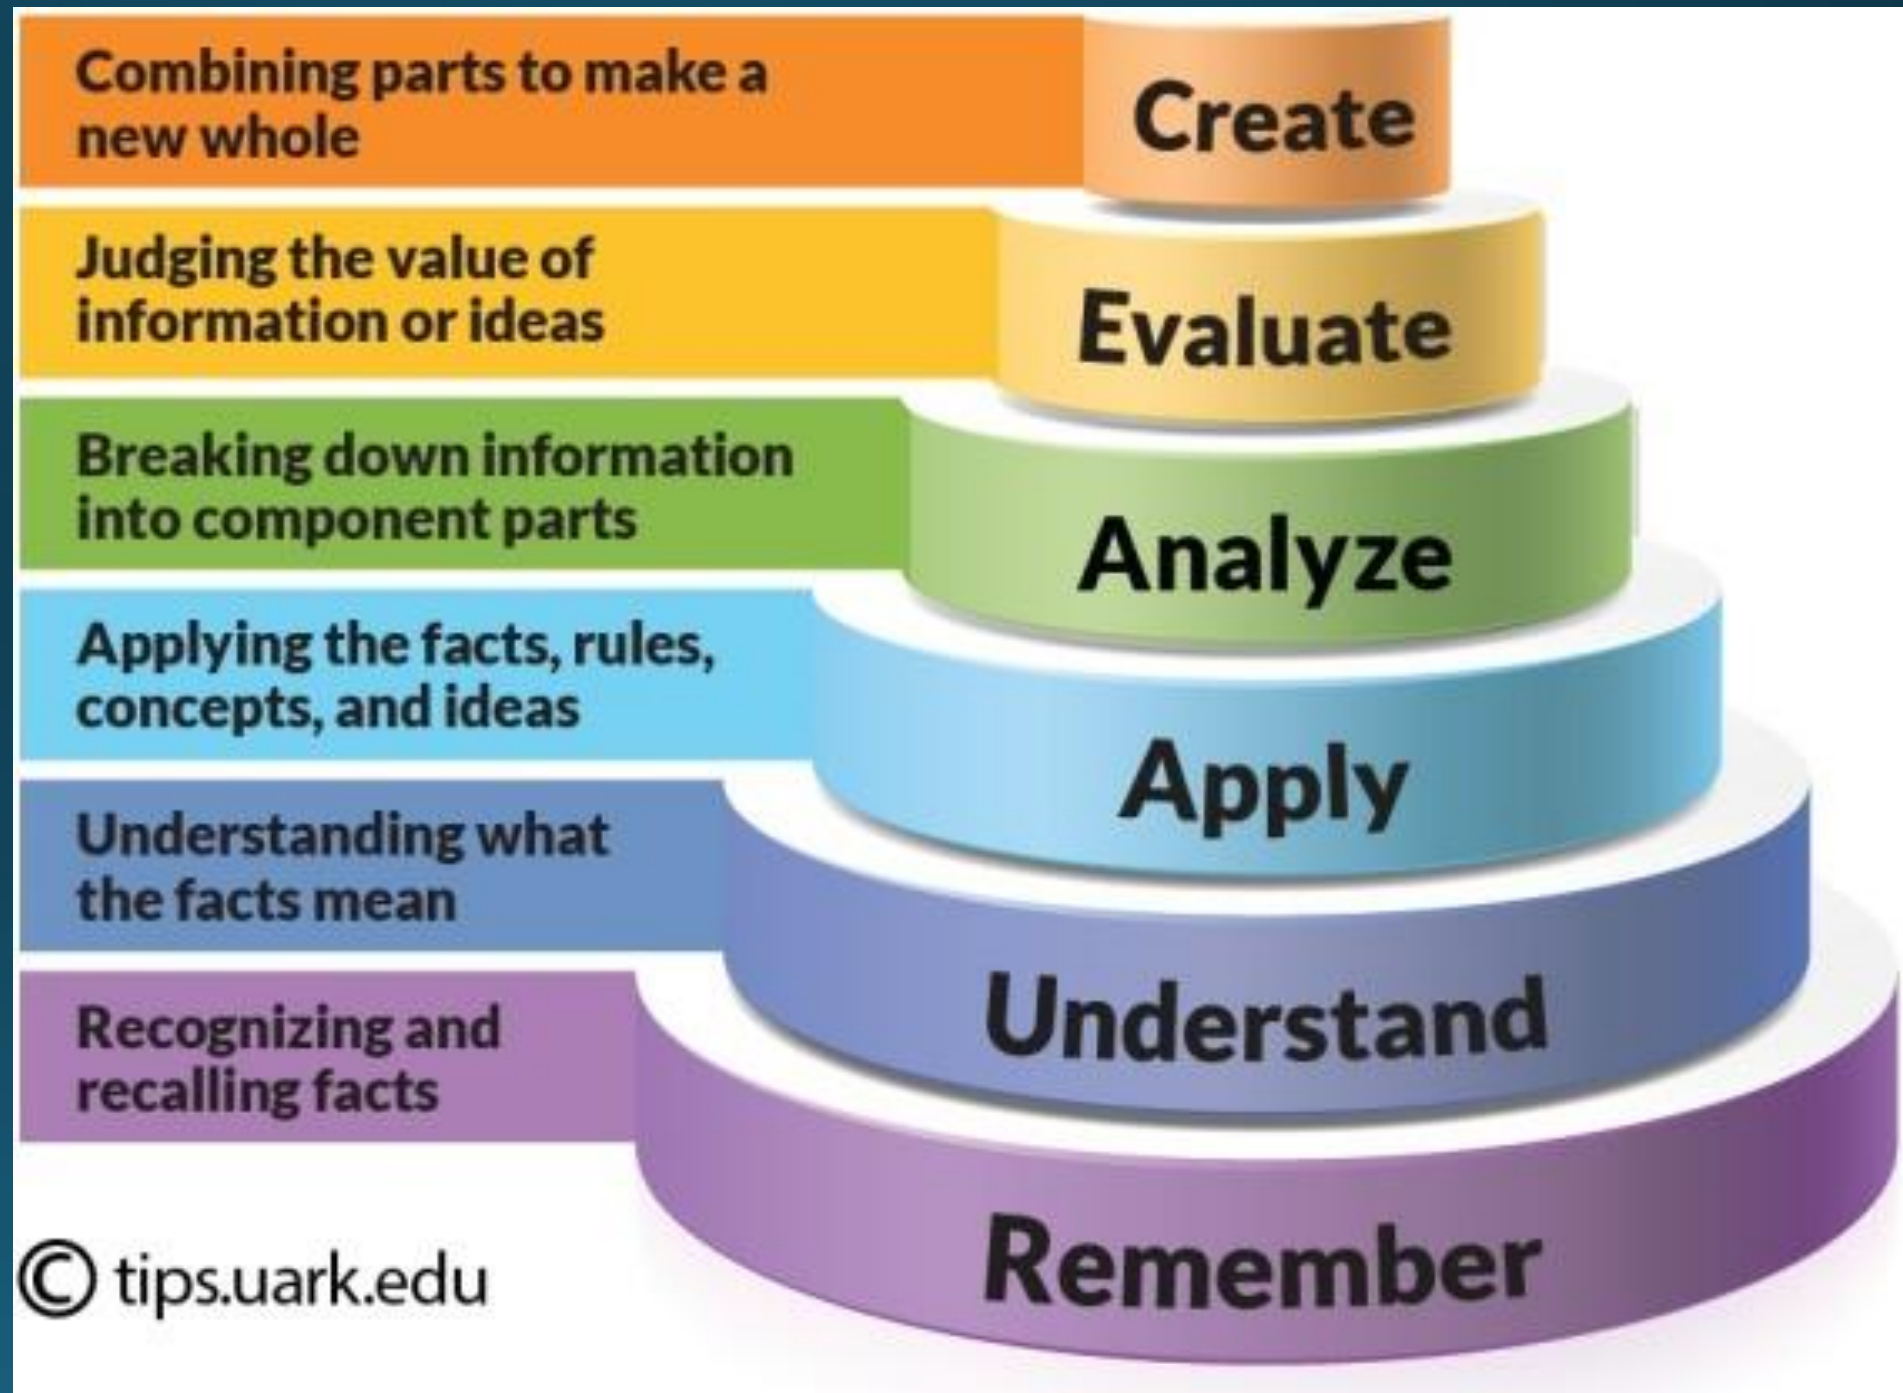 Combining parts to make a
new whole
Create
Judging the value of
information or ideas
Evaluate
Breaking down information
into component parts
Analyze
Applying the facts, rules,
concepts, and ideas
Apply
Understanding what
the facts mean
Understand
Recognizing and
recalling facts
Remember
© tips.uark.edu